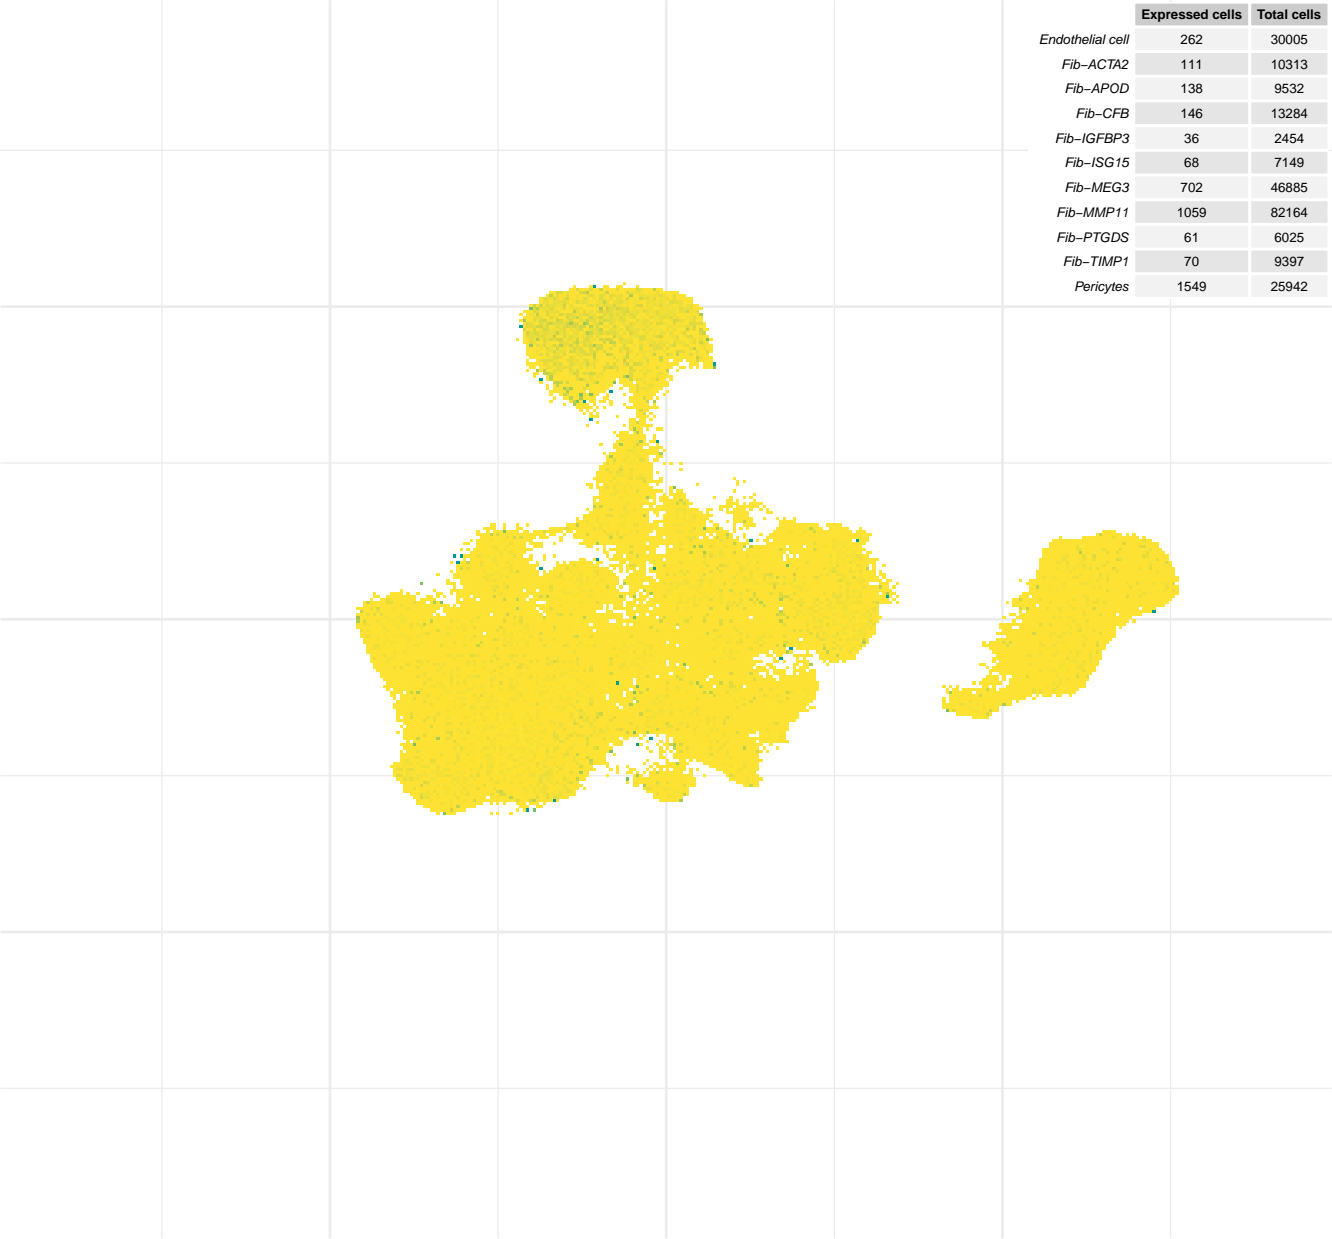 Expressed cells Total cells
Endothelial cell 262 30005
Fib−ACTA2 111 10313
Fib−APOD 138 9532
Fib−CFB 146 13284
Fib−IGFBP3 36 2454
Fib−ISG15 68 7149
Fib−MEG3 702 46885
Fib−MMP11 1059 82164
Fib−PTGDS 61 6025
Fib−TIMP1 70 9397
Pericytes 1549 25942